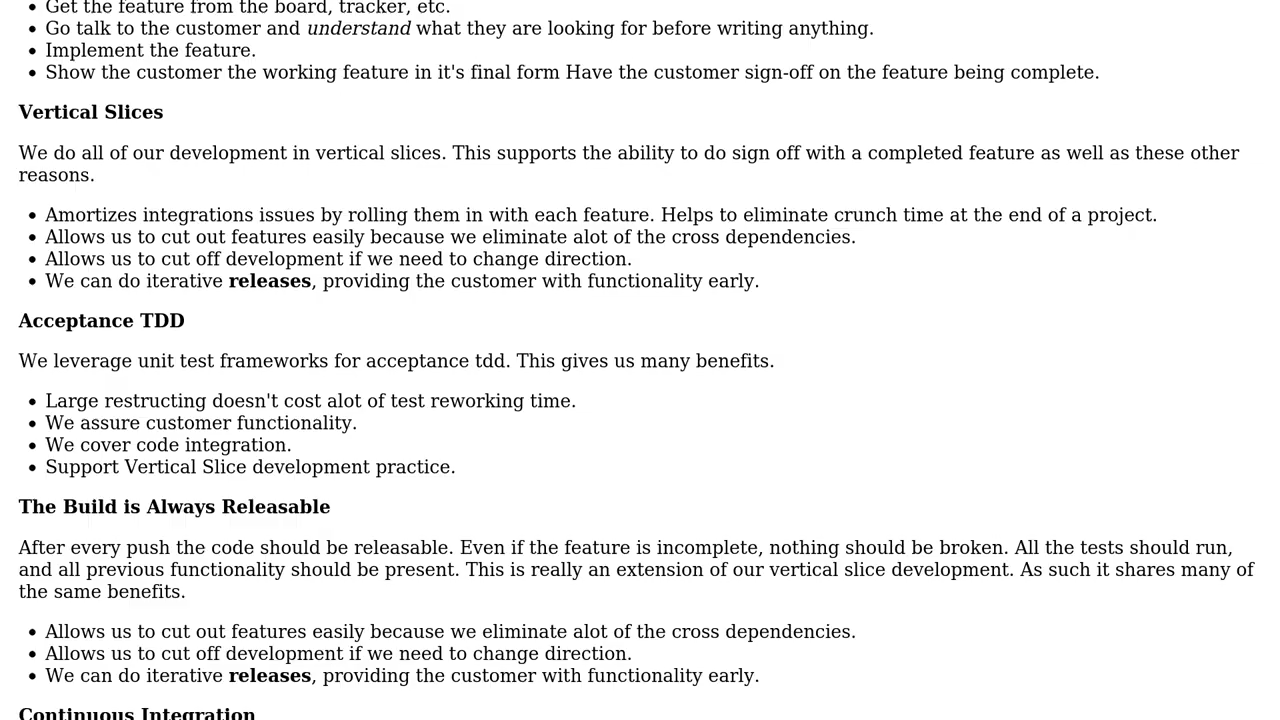 • Get the feature from the board, tracker, etc.
• Go talk to the customer and understand what they are looking for before writing anything.
• Implement the feature.
• Show the customer the working feature in it's final form Have the customer sign-off on the feature being complete.
Vertical Slices
We do all of our development in vertical slices. This supports the ability to do sign off with a completed feature as well as these other
reasons.
• Amortizes integrations issues by rolling them in with each feature. Helps to eliminate crunch time at the end of a project.
• Allows us to cut out features easily because we eliminate alot of the cross dependencies.
• Allows us to cut off development if we need to change direction.
• We can do iterative releases, providing the customer with functionality early.
Acceptance TDD
We leverage unit test frameworks for acceptance tdd. This gives us many benefits.
• Large restructing doesn't cost alot of test reworking time.
• We assure customer functionality.
• We cover code integration.
• Support Vertical Slice development practice.
The Build is Always Releasable
After every push the code should be releasable. Even if the feature is incomplete, nothing should be broken. All the tests should run,
and all previous functionality should be present. This is really an extension of our vertical slice development. As such it shares many of
the same benefits.
• Allows us to cut out features easily because we eliminate alot of the cross dependencies.
• Allows us to cut off development if we need to change direction.
• We can do iterative releases, providing the customer with functionality early.
Continuous Integration